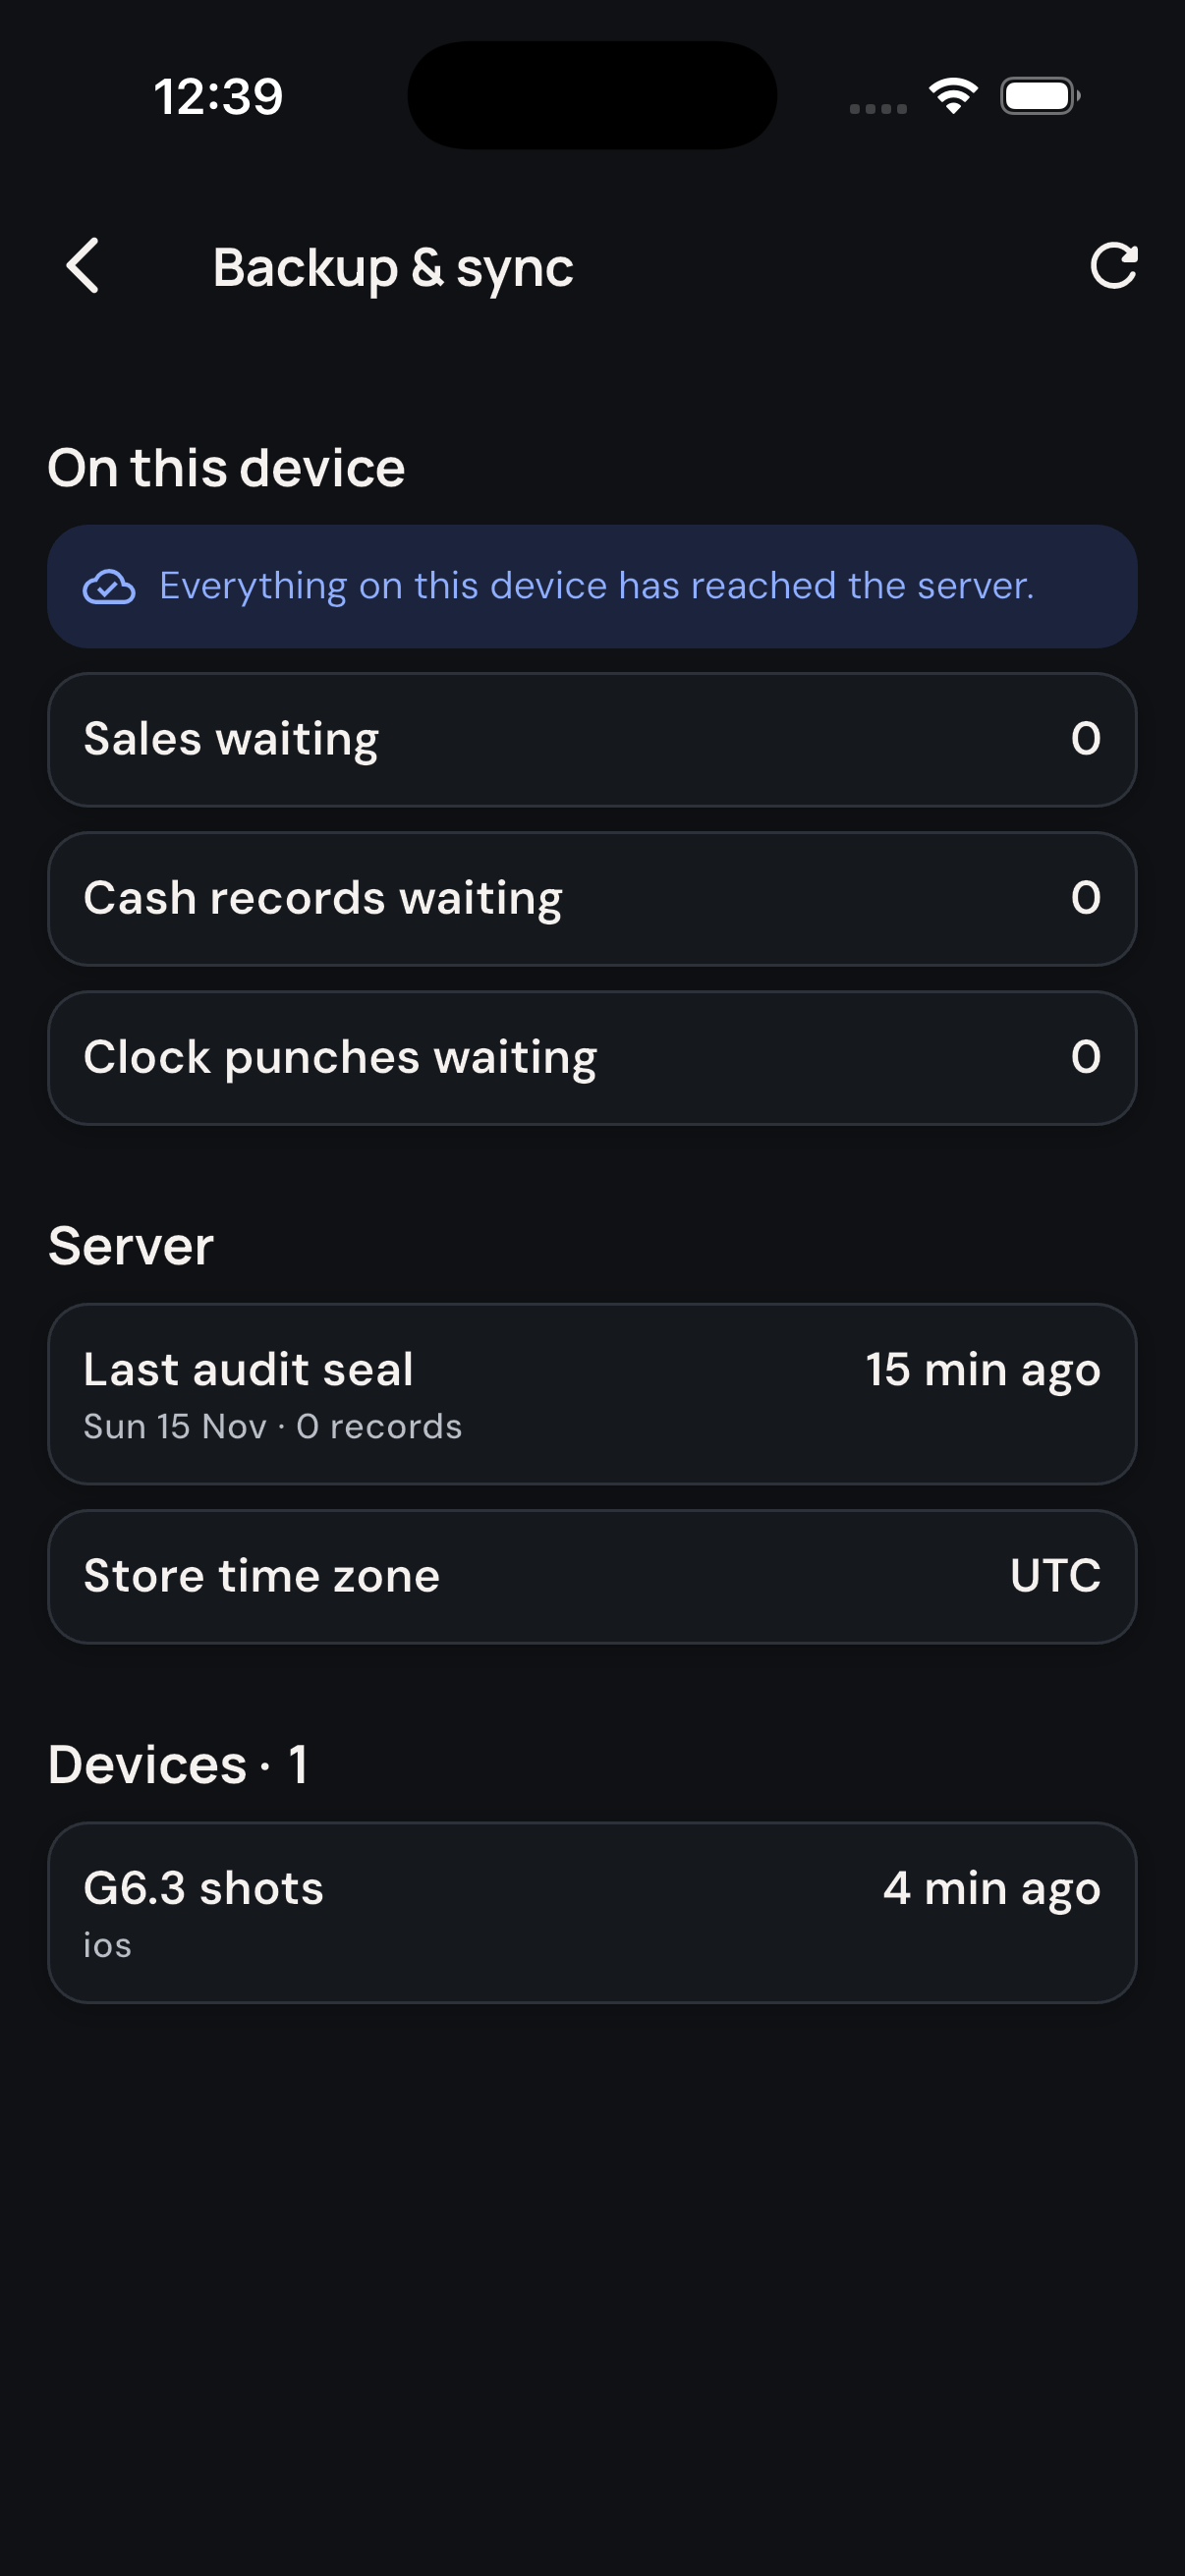 12:39
Backup & sync
On this device
Everything on this device has reached the server.
Sales waiting 0
Cash records waiting 0
Clock punches waiting 0
Server
Last audit seal 15 min ago
Sun 15 Nov · 0 records
Store time zone UTC
Devices · 1
G6.3 shots 4 min ago
ios